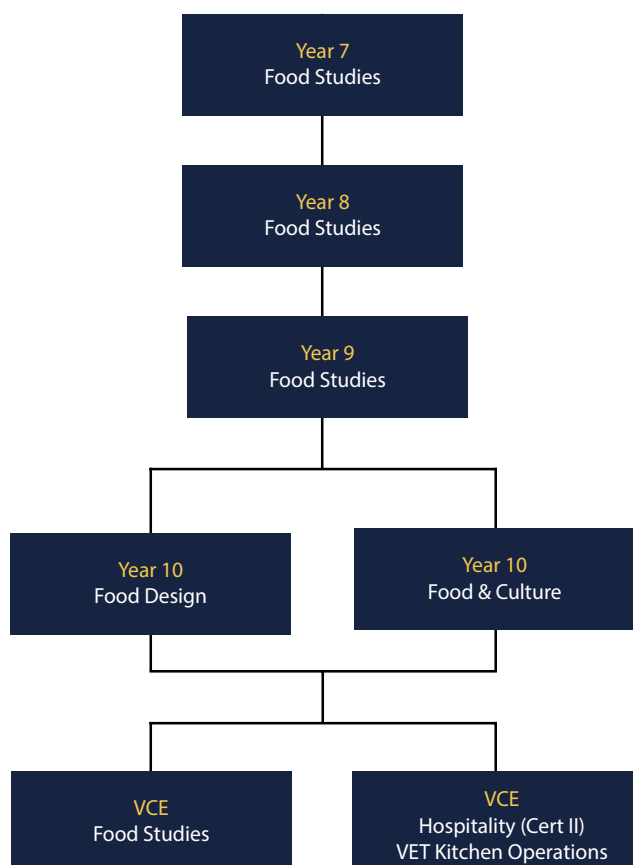 Year 7
Food Studies
Year 8
Food Studies
Year 9
Food Studies
Year 10
Food Design
Year 10
Food & Culture
VCE
Food Studies
VCE
Hospitality (Cert II)
VET Kitchen Operations